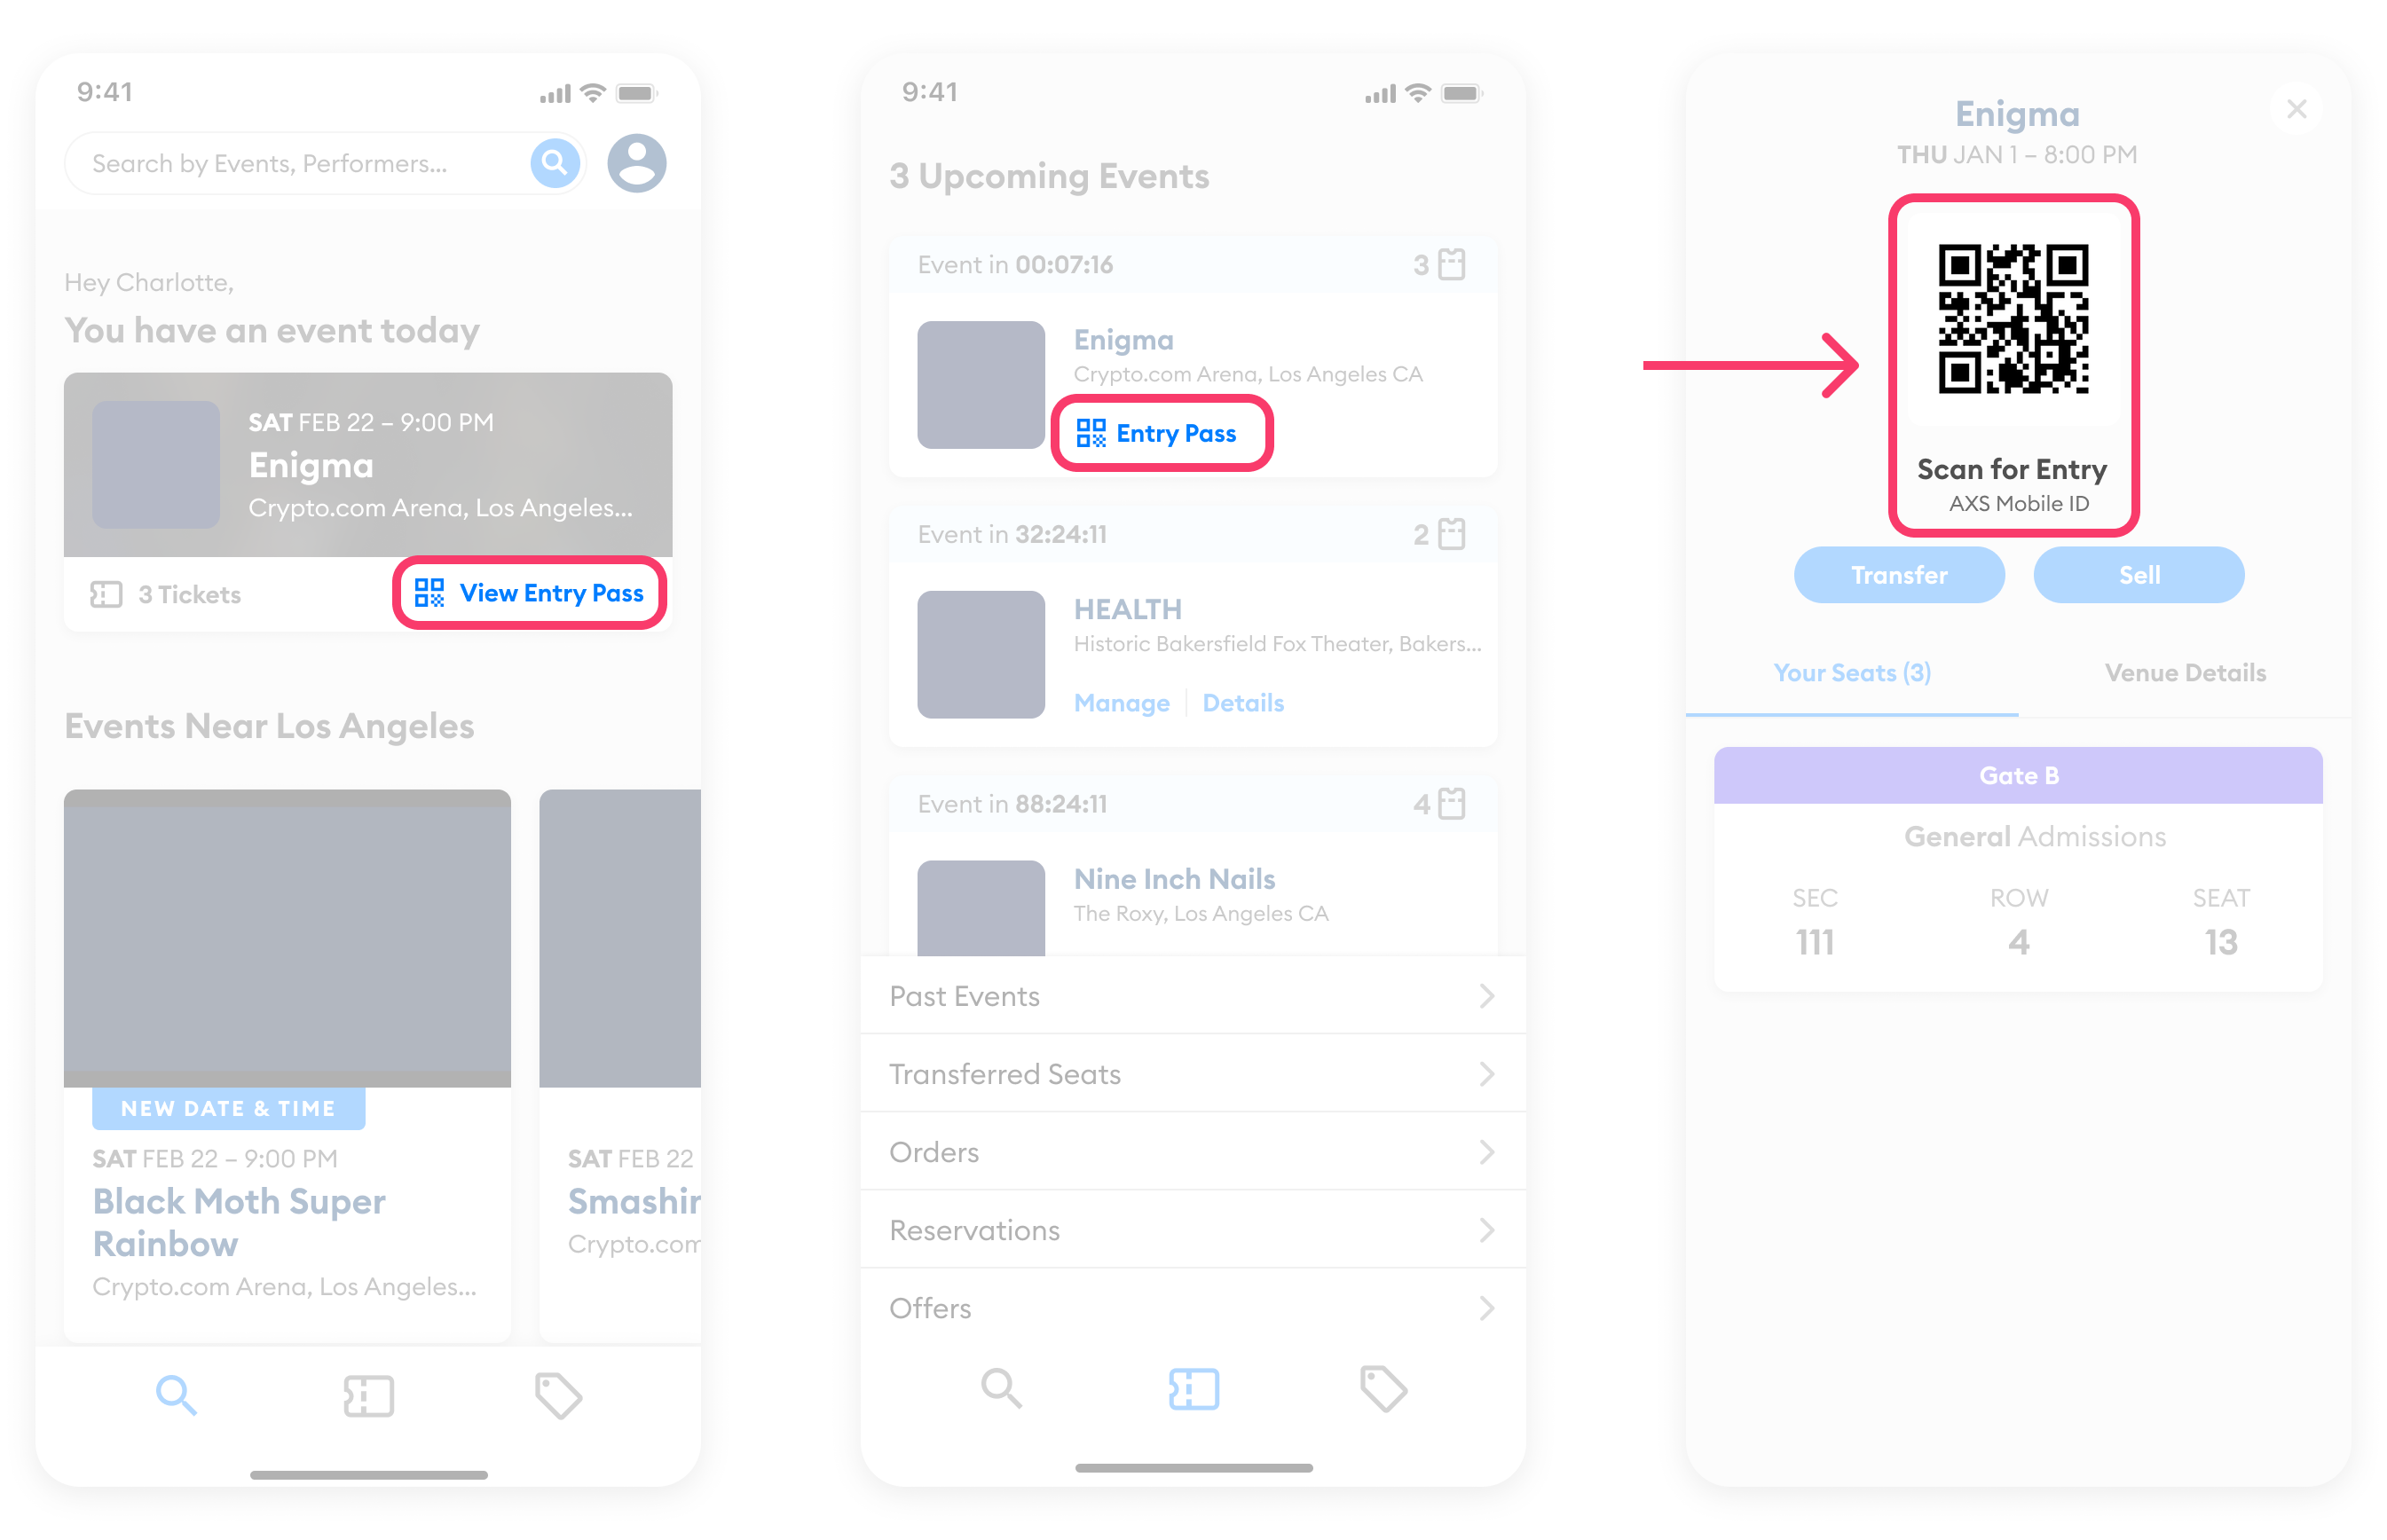 9:41
Search by Events, Performers...
Hey Charlotte,
You have an event today
SAT FEB 22 – 9:00 PM
Enigma
Crypto.com Arena, Los Angeles...
3 Tickets
View Entry Pass
Events Near Los Angeles
NEW DATE & TIME
SAT FEB 22 – 9:00 PM
Black Moth Super
Rainbow
Crypto.com Arena, Los Angeles...
SAT FEB 22
Smashin
Crypto.com
9:41
3 Upcoming Events
Event in 00:07:16
3
Enigma
Crypto.com Arena, Los Angeles CA
Entry Pass
Event in 32:24:11
2
HEALTH
Historic Bakersfield Fox Theater, Bakers...
Manage
Details
Event in 88:24:11
4
Nine Inch Nails
The Roxy, Los Angeles CA
Past Events
Transferred Seats
Orders
Reservations
Offers
Enigma
THU JAN 1 – 8:00 PM
Scan for Entry
AXS Mobile ID
Transfer
Sell
Your Seats (3)
Venue Details
Gate B
General Admissions
SEC
ROW
SEAT
111
4
13